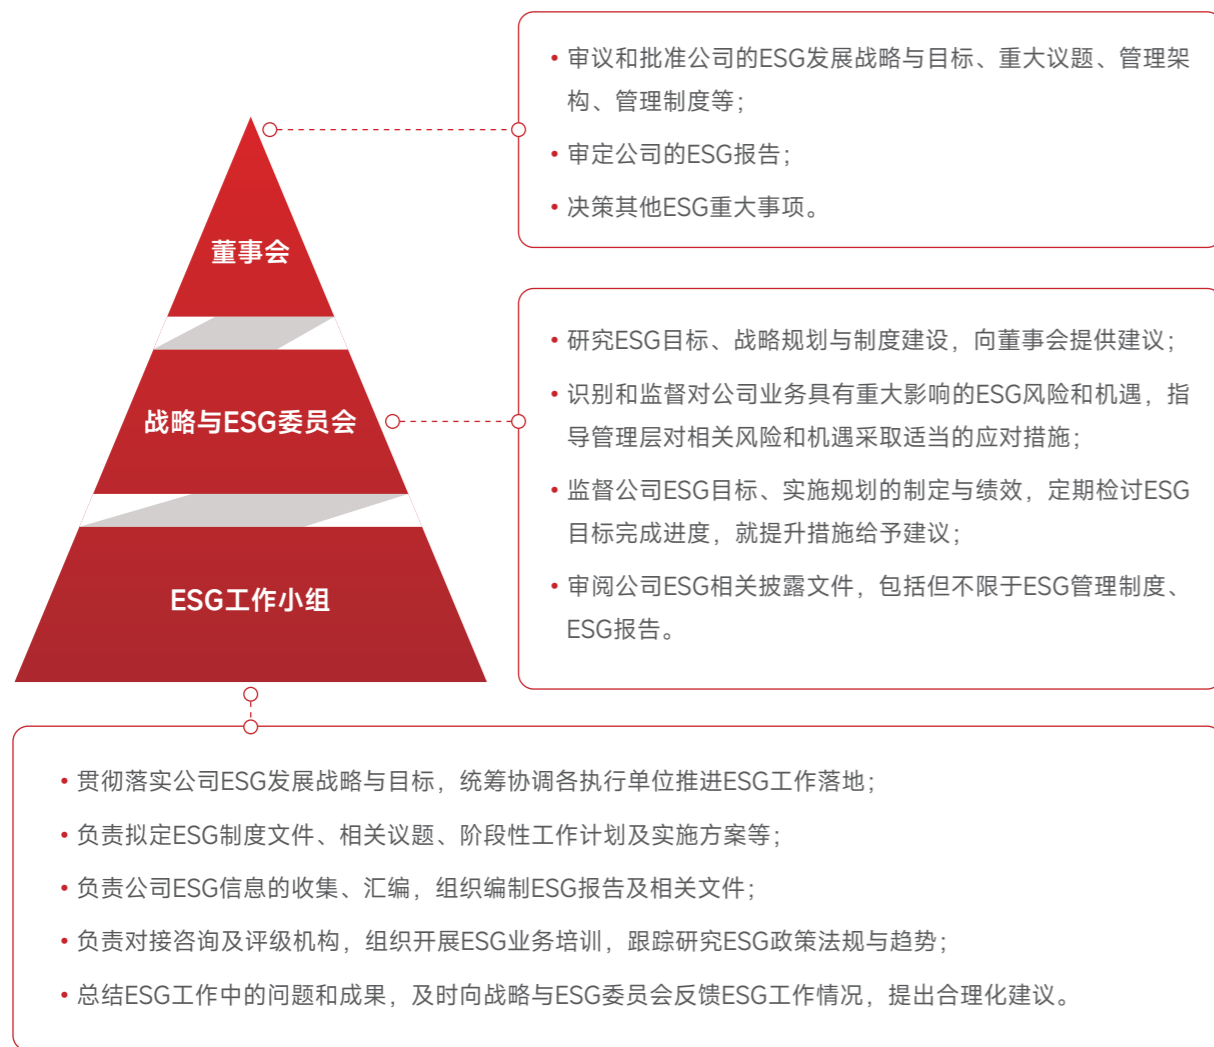 • 审议和批准公司的ESG发展战略与目标、重大议题、管理架
构、管理制度等；
• 审定公司的ESG报告；
• 决策其他ESG重大事项。
董事会
• 研究ESG目标、战略规划与制度建设，向董事会提供建议；
• 识别和监督对公司业务具有重大影响的ESG风险和机遇，指
导管理层对相关风险和机遇采取适当的应对措施；
• 监督公司ESG目标、实施规划的制定与绩效，定期检讨ESG
目标完成进度，就提升措施给予建议；
• 审阅公司ESG相关披露文件，包括但不限于ESG管理制度、
ESG报告。
战略与ESG委员会
ESG工作小组
• 贯彻落实公司ESG发展战略与目标，统筹协调各执行单位推进ESG工作落地；
• 负责拟定ESG制度文件、相关议题、阶段性工作计划及实施方案等；
• 负责公司ESG信息的收集、汇编，组织编制ESG报告及相关文件；
• 负责对接咨询及评级机构，组织开展ESG业务培训，跟踪研究ESG政策法规与趋势；
• 总结ESG工作中的问题和成果，及时向战略与ESG委员会反馈ESG工作情况，提出合理化建议。